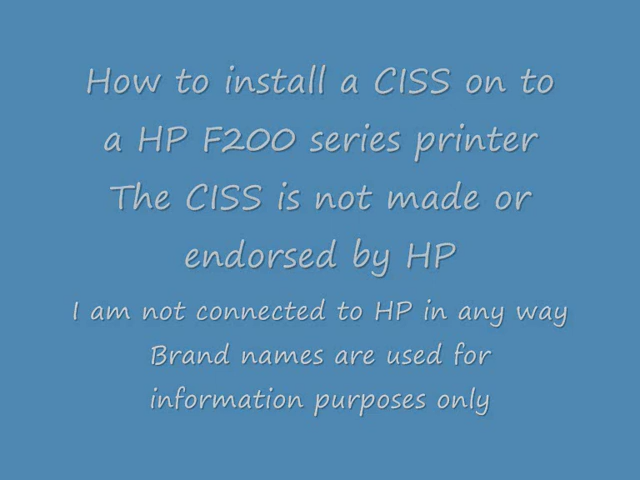 How to install a CISS on to
a HP F200 series printer
The CISS is not made or
endorsed by HP
I am not connected to HP in any way
Brand names are used for
information purposes only